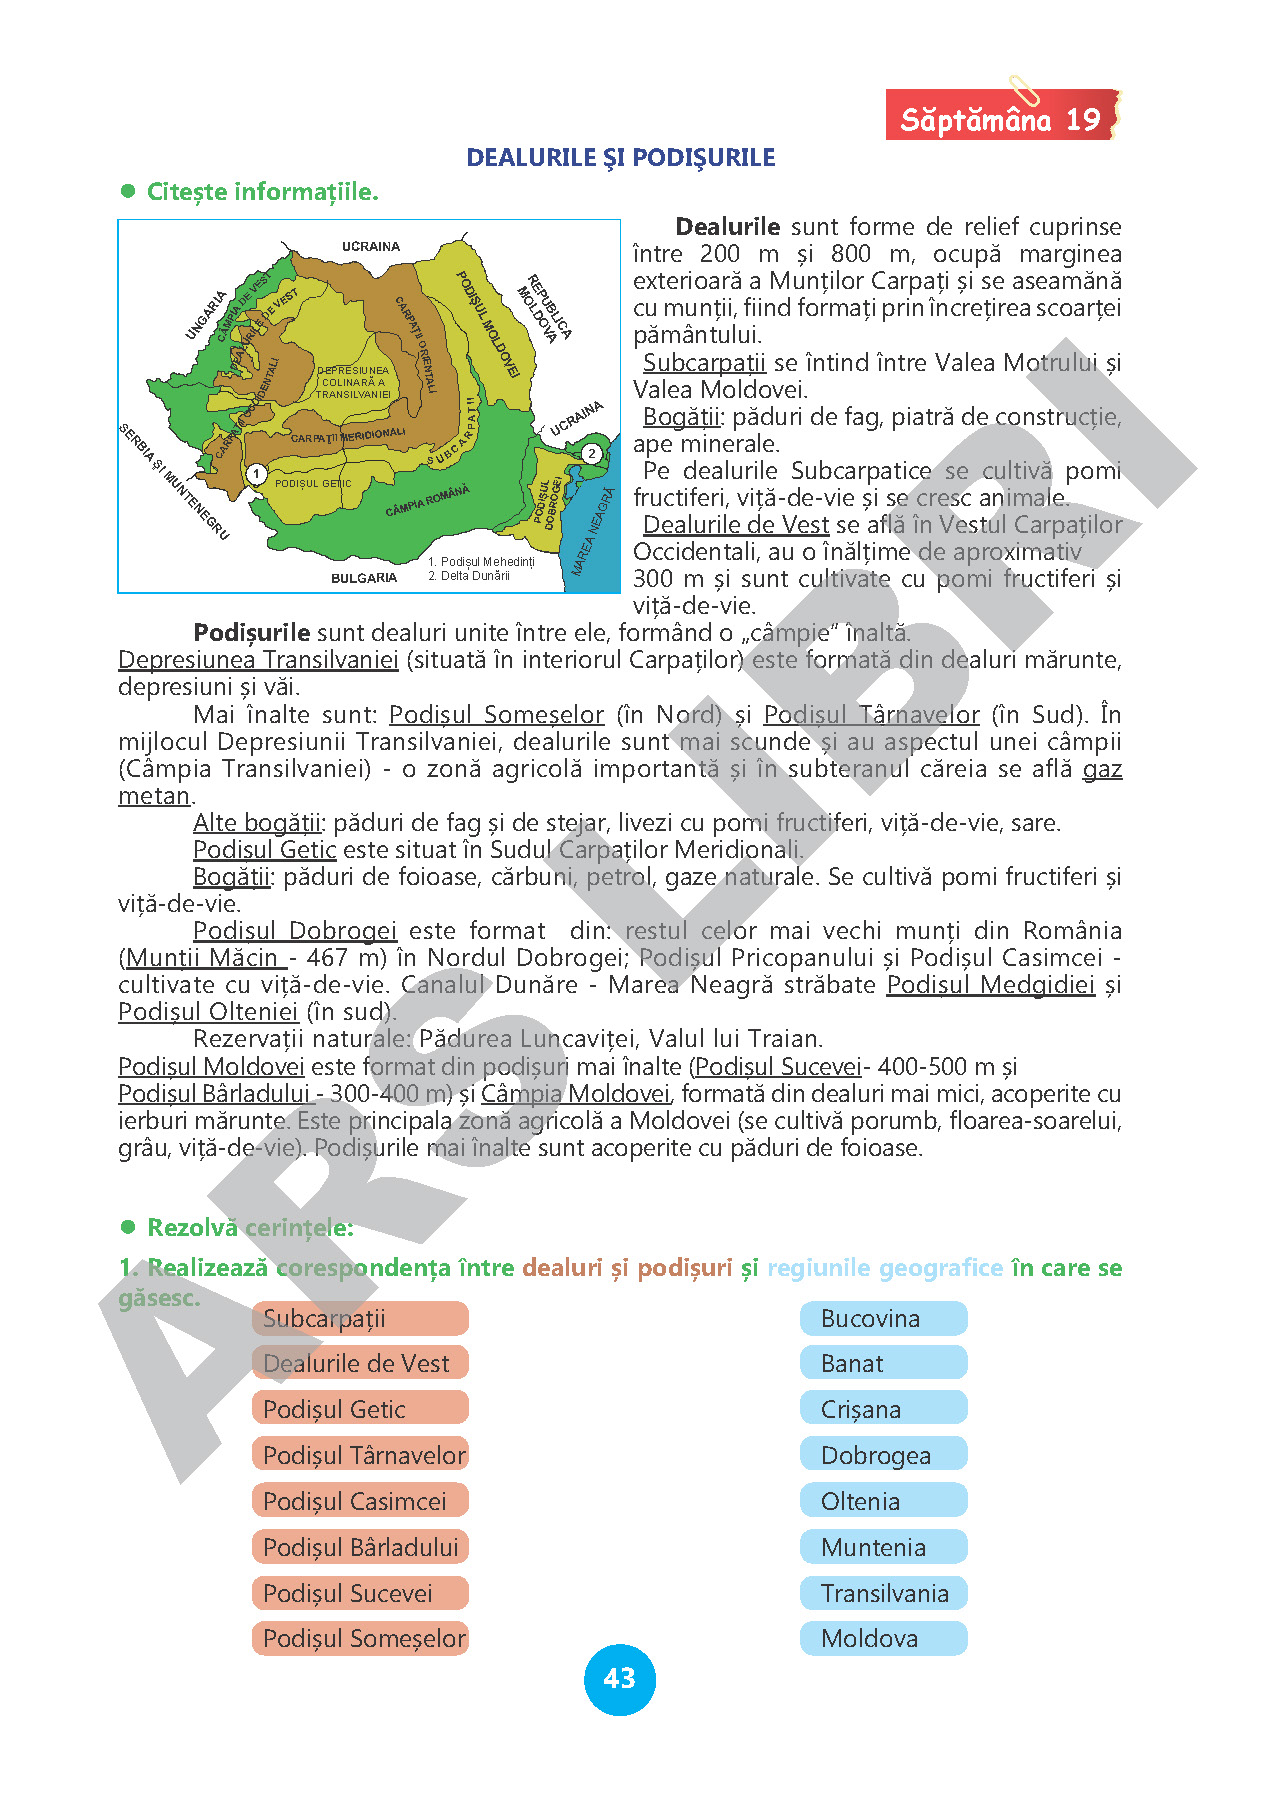 Săptămâna 19
DEALURILE ŞI PODIŞURILE
● Citește informațiile.
UCRAINA
UNGARIA
CÂMPIA DE VEST
DEALURILE DE VEST
CARPAȚII OCCIDENTALI
DEPRESIUNEA
COLINARĂ A
TRANSILVANIEI
CARPAȚII ORIENTALI
PODIȘUL MOLDOVEI
REPUBLICA
MOLDOVA
SUBCARPAȚII
CARPAŢII MERIDIONALI
UCRAINA
SERBIA ȘI MUNTENEGRU
1
2
PODIȘUL GETIC
CÂMPIA ROMÂNĂ
PODIȘUL
DOBROGEI
MAREA NEAGRĂ
BULGARIA
1. Podișul Mehedinți
2. Delta Dunării
Dealurile sunt forme de relief cuprinse
între 200 m și 800 m, ocupă marginea
exterioară a Munților Carpați și se aseamănă
cu munții, fiind formați prin încrețirea scoarței
pământului.
Subcarpații se întind între Valea Motrului și
Valea Moldovei.
Bogății: păduri de fag, piatră de construcție,
ape minerale.
Pe dealurile Subcarpatice se cultivă pomi
fructiferi, viță-de-vie și se cresc animale.
Dealurile de Vest se află în Vestul Carpaților
Occidentali, au o înălțime de aproximativ
300 m și sunt cultivate cu pomi fructiferi și
viță-de-vie.
Podișurile sunt dealuri unite între ele, formând o „câmpie” înaltă.
Depresiunea Transilvaniei (situată în interiorul Carpaților) este formată din dealuri mărunte,
depresiuni și văi.
Mai înalte sunt: Podișul Someșelor (în Nord) și Podișul Târnavelor (în Sud). În
mijlocul Depresiunii Transilvaniei, dealurile sunt mai scunde și au aspectul unei câmpii
(Câmpia Transilvaniei) - o zonă agricolă importantă și în subteranul căreia se află gaz
metan.
Alte bogății: păduri de fag și de stejar, livezi cu pomi fructiferi, viță-de-vie, sare.
Podișul Getic este situat în Sudul Carpaților Meridionali.
Bogății: păduri de foioase, cărbuni, petrol, gaze naturale. Se cultivă pomi fructiferi și
viță-de-vie.
Podișul Dobrogei este format din: restul celor mai vechi munți din România
(Munții Măcin - 467 m) în Nordul Dobrogei; Podișul Pricopanului și Podișul Casimcei -
cultivate cu viță-de-vie. Canalul Dunăre - Marea Neagră străbate Podișul Medgidiei și
Podișul Olteniei (în sud).
Rezervații naturale: Pădurea Luncaviței, Valul lui Traian.
Podișul Moldovei este format din podișuri mai înalte (Podișul Sucevei- 400-500 m și
Podișul Bârladului - 300-400 m) și Câmpia Moldovei, formată din dealuri mai mici, acoperite cu
ierburi mărunte. Este principala zonă agricolă a Moldovei (se cultivă porumb, floarea-soarelui,
grâu, viță-de-vie). Podișurile mai înalte sunt acoperite cu păduri de foioase.
● Rezolvă cerințele:
1. Realizează corespondența între dealuri și podișuri și regiunile geografice în care se
găsesc.
Subcarpații Bucovina
Dealurile de Vest Banat
Podișul Getic Crișana
Podișul Târnavelor Dobrogea
Podișul Casimcei Oltenia
Podișul Bârladului Muntenia
Podișul Sucevei Transilvania
Podișul Someșelor Moldova
43
ARS LIBRI